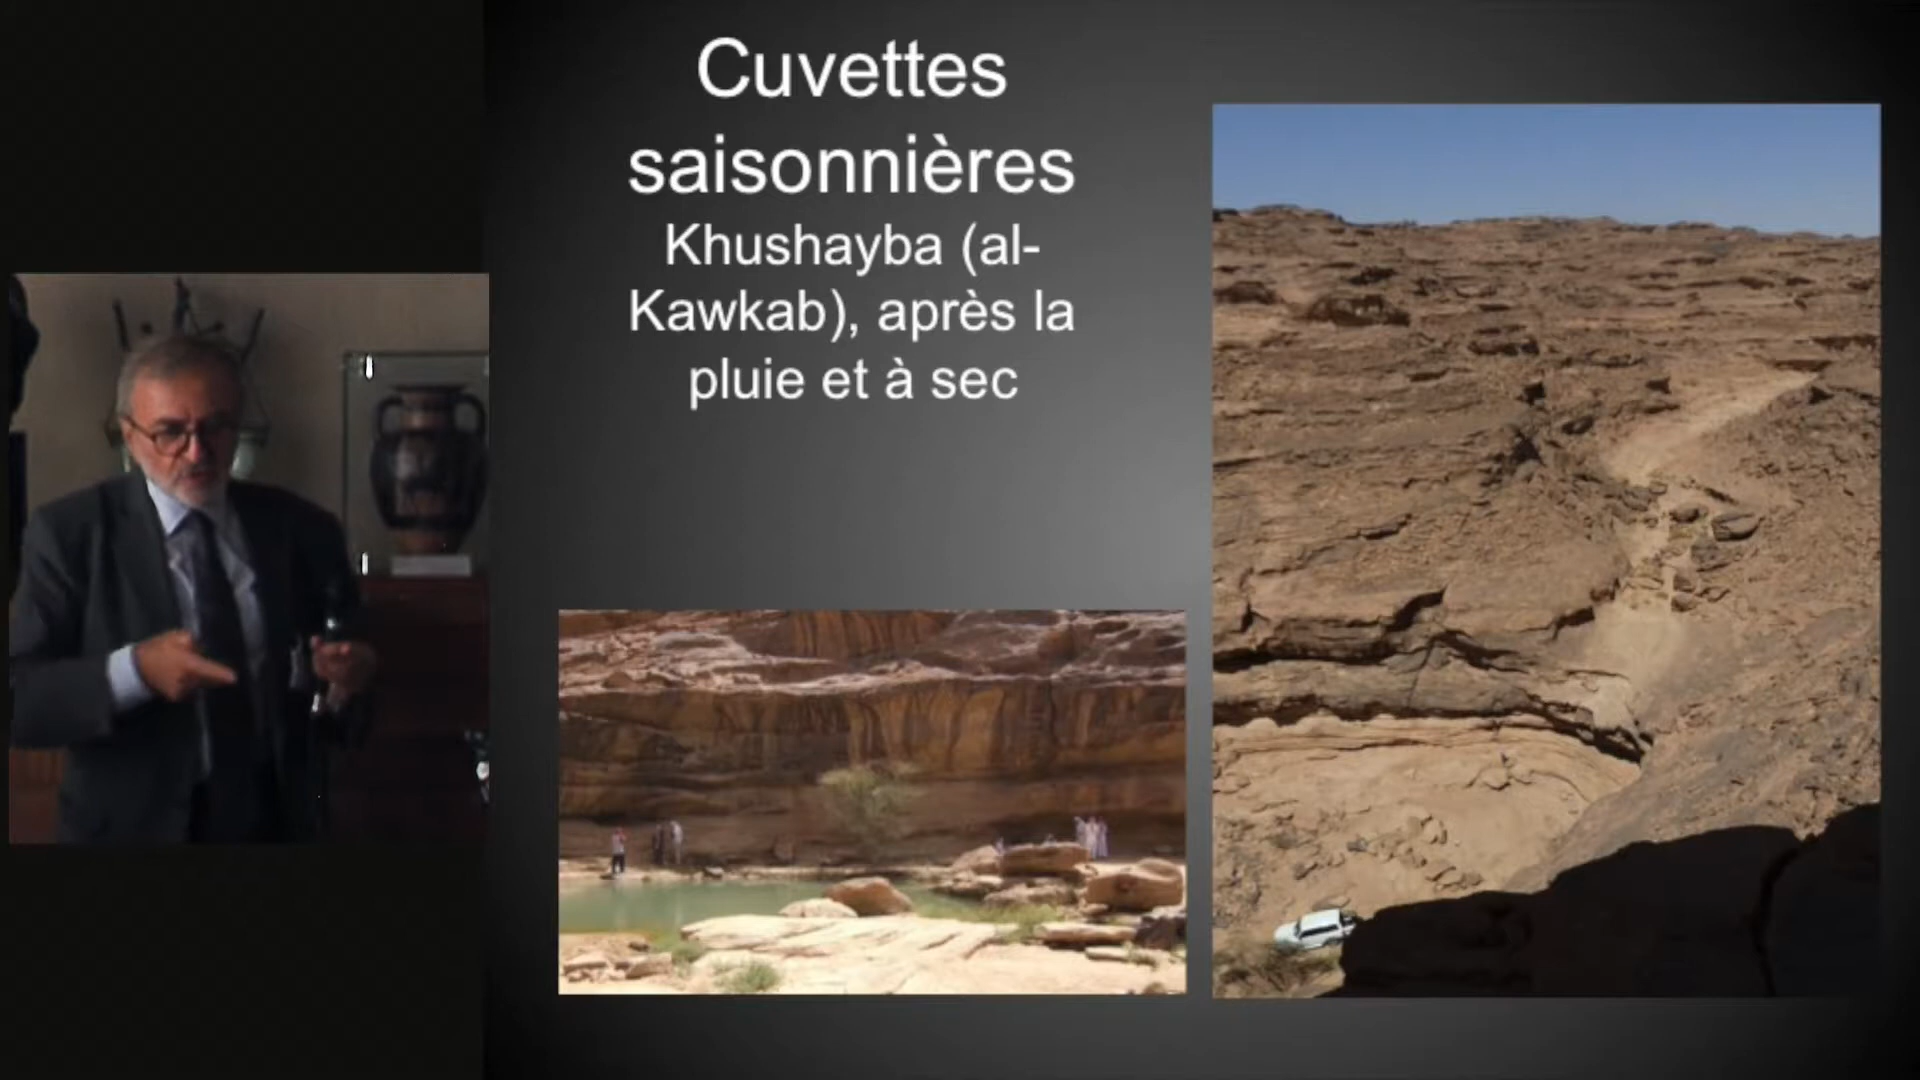 Cuvettes
saisonnières
Khushayba (al-
Kawkab), après la
pluie et à sec